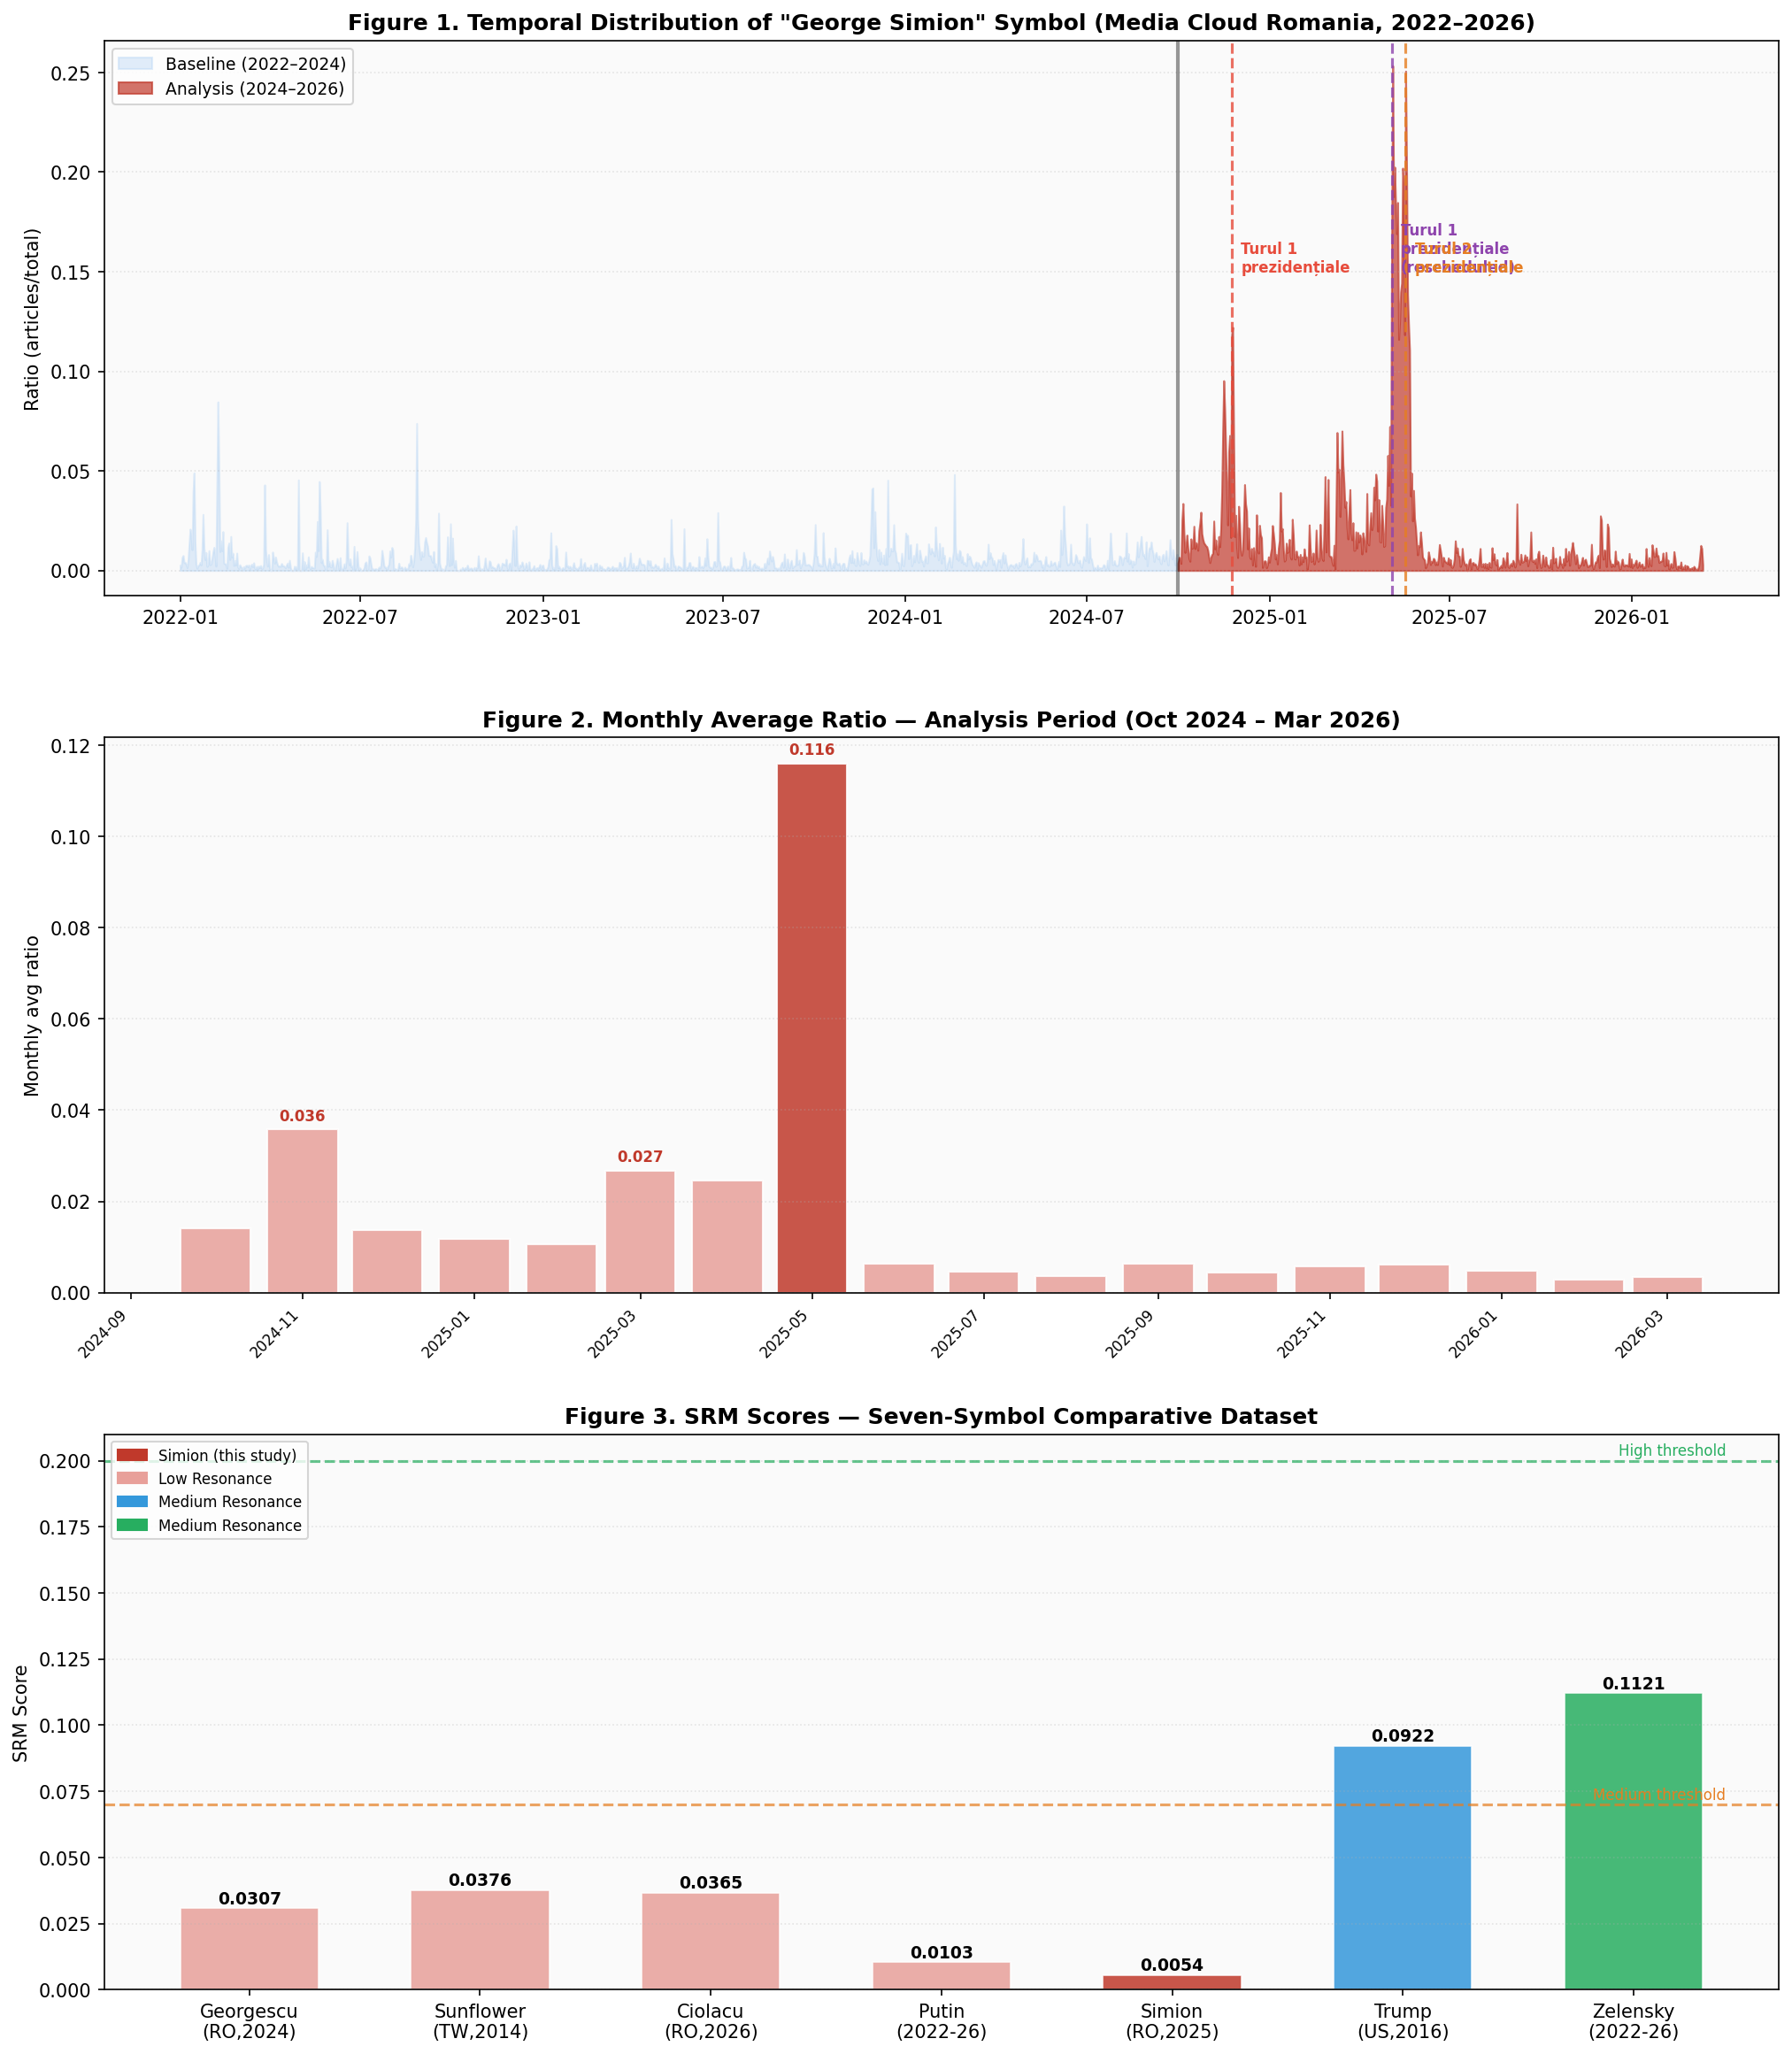 Figure 1. Temporal Distribution of "George Simion" Symbol (Media Cloud Romania, 2022–2026)
Baseline (2022–2024)
Analysis (2024–2026)
Ratio (articles/total)
0.25
0.20
0.15
0.10
0.05
0.00
Turul 1
prezidențiale
Turul 1
prezidențiale
(rescheduled)
Turul 2
prezidențiale
2022-01
2022-07
2023-01
2023-07
2024-01
2024-07
2025-01
2025-07
2026-01
Figure 2. Monthly Average Ratio — Analysis Period (Oct 2024 – Mar 2026)
Monthly avg ratio
0.12
0.10
0.08
0.06
0.04
0.02
0.00
0.036
0.027
0.116
2024-09
2024-11
2025-01
2025-03
2025-05
2025-07
2025-09
2025-11
2026-01
2026-03
Figure 3. SRM Scores — Seven-Symbol Comparative Dataset
Simion (this study)
Low Resonance
Medium Resonance
Medium Resonance
High threshold
Medium threshold
SRM Score
0.200
0.175
0.150
0.125
0.100
0.075
0.050
0.025
0.000
0.0307
0.0376
0.0365
0.0103
0.0054
0.0922
0.1121
Georgescu
(RO,2024)
Sunflower
(TW,2014)
Ciolacu
(RO,2026)
Putin
(2022-26)
Simion
(RO,2025)
Trump
(US,2016)
Zelensky
(2022-26)